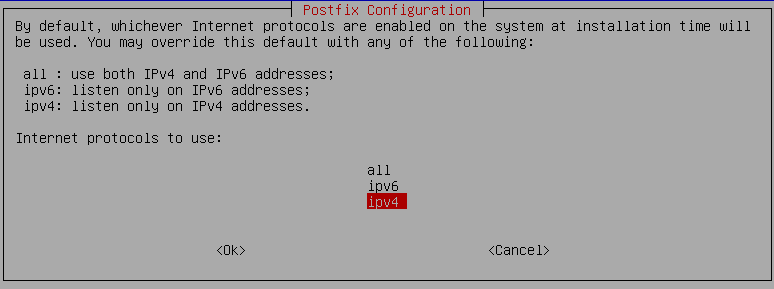 Postfix Configuration
By default, whichever Internet protocols are enabled on the system at installation time will
be used. You may override this default with any of the following:
all : use both IPv4 and IPv6 addresses;
ipv6: listen only on IPv6 addresses;
ipv4: listen only on IPv4 addresses.
Internet protocols to use:
all
ipv6
ipv4
<Ok> <Cancel>